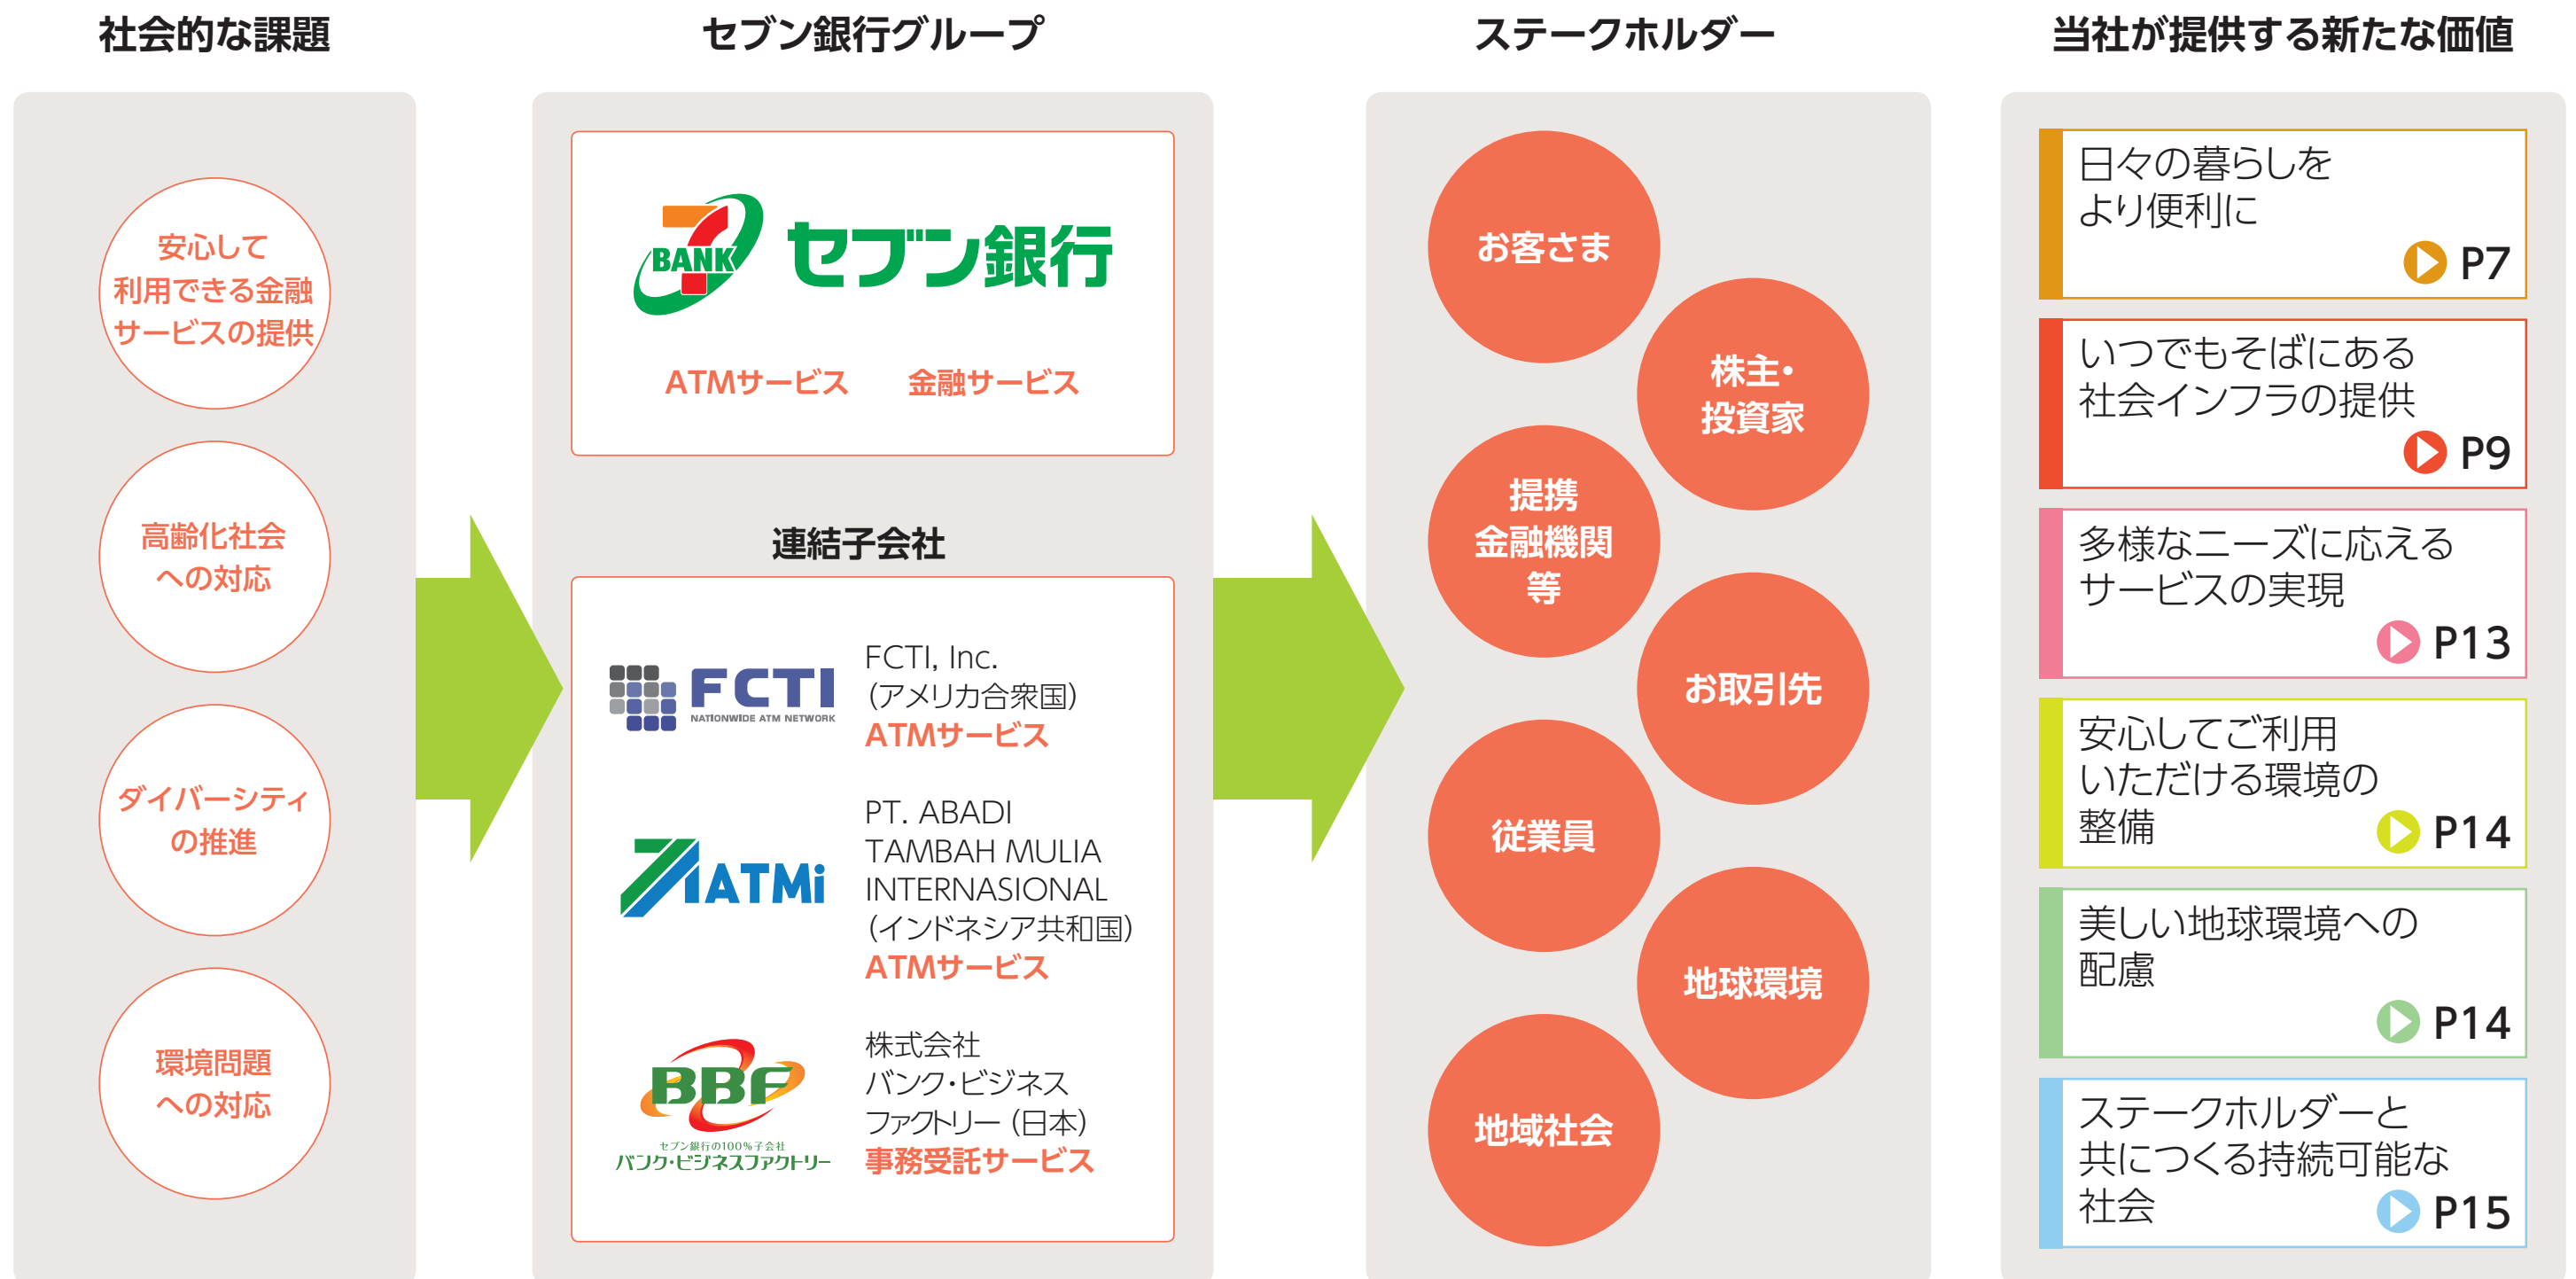 社会的な課題
安心して
利用できる金融
サービスの提供
高齢化社会
への対応
ダイバーシティ
の推進
環境問題
への対応
セブン銀行グループ
7
BANK
セブン銀行
ATMサービス 金融サービス
連結子会社
FCTI
NATIONWIDE ATM NETWORK
FCTI, Inc.
(アメリカ合衆国)
ATMサービス
ATMi
PT. ABADI
TAMBAH MULIA
INTERNASIONAL
(インドネシア共和国)
ATMサービス
BBF
セブン銀行の100%子会社
バンク・ビジネスファクトリー
株式会社
バンク・ビジネス
ファクトリー (日本)
事務受託サービス
ステークホルダー
お客さま
株主・
投資家
提携
金融機関
等
お取引先
従業員
地球環境
地域社会
当社が提供する新たな価値
日々の暮らしを
より便利に
P7
いつでもそばにある
社会インフラの提供
P9
多様なニーズに応える
サービスの実現
P13
安心してご利用
いただける環境の
整備
P14
美しい地球環境への
配慮
P14
ステークホルダーと
共につくる持続可能な
社会
P15